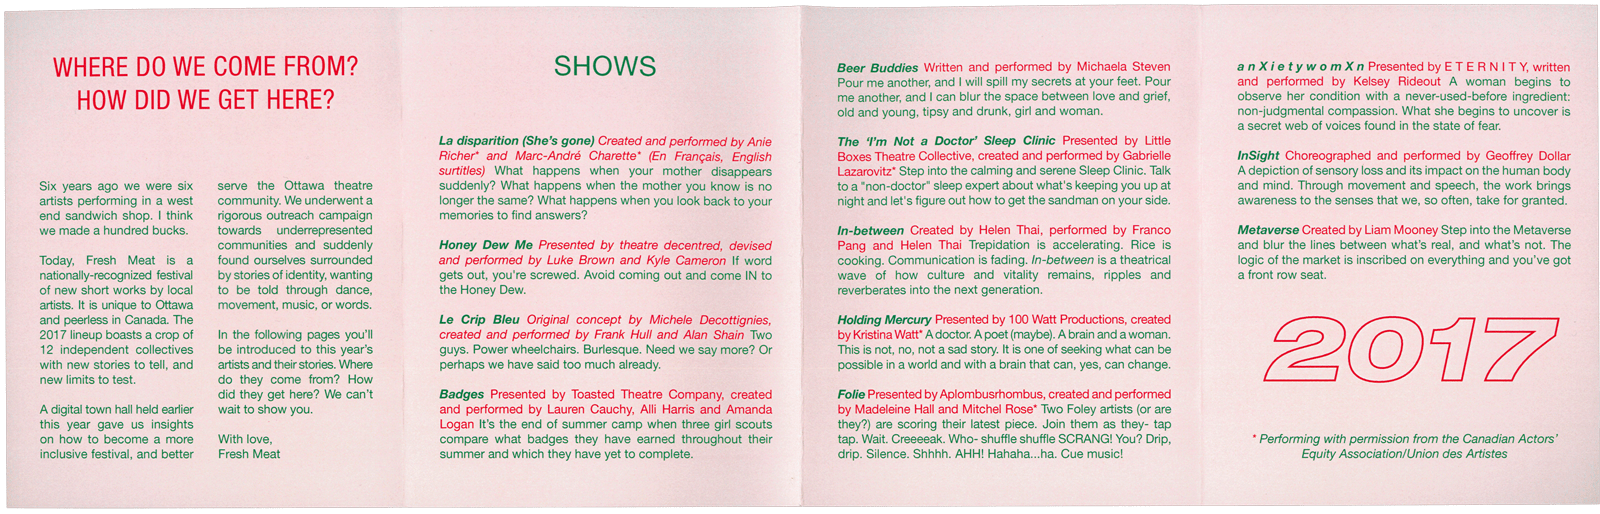 WHERE DO WE COME FROM?
HOW DID WE GET HERE?
Six years ago we were six
artists performing in a west
end sandwich shop. I think
we made a hundred bucks.
Today, Fresh Meat is a
nationally-recognized festival
of new short works by local
artists. It is unique to Ottawa
and peerless in Canada. The
2017 lineup boasts a crop of
12 independent collectives
with new stories to tell, and
new limits to test.
A digital town hall held earlier
this year gave us insights
on how to become a more
inclusive festival, and better
serve the Ottawa theatre
community. We underwent a
rigorous outreach campaign
towards underrepresented
communities and suddenly
found ourselves surrounded
by stories of identity, wanting
to be told through dance,
movement, music, or words.
In the following pages you'll
be introduced to this year's
artists and their stories. Where
do they come from? How
did they get here? We can't
wait to show you.
With love,
Fresh Meat
SHOWS
La disparition (She's gone) Created and performed by Anie
Richer* and Marc-André Charette* (En Français, English
surtitles) What happens when your mother disappears
suddenly? What happens when the mother you know is no
longer the same? What happens when you look back to your
memories to find answers?
Honey Dew Me Presented by theatre decentred, devised
and performed by Luke Brown and Kyle Cameron If word
gets out, you're screwed. Avoid coming out and come IN to
the Honey Dew.
Le Crip Bleu Original concept by Michele Decottignies,
created and performed by Frank Hull and Alan Shain Two
guys. Power wheelchairs. Burlesque. Need we say more? Or
perhaps we have said too much already.
Badges Presented by Toasted Theatre Company, created
and performed by Lauren Cauchy, Alli Harris and Amanda
Logan It's the end of summer camp when three girl scouts
compare what badges they have earned throughout their
summer and which they have yet to complete.
Beer Buddies Written and performed by Michaela Steven
Pour me another, and I will spill my secrets at your feet. Pour
me another, and I can blur the space between love and grief,
old and young, tipsy and drunk, girl and woman.
The 'I'm Not a Doctor' Sleep Clinic Presented by Little
Boxes Theatre Collective, created and performed by Gabrielle
Lazarovitz* Step into the calming and serene Sleep Clinic. Talk
to a "non-doctor" sleep expert about what's keeping you up at
night and let's figure out how to get the sandman on your side.
In-between Created by Helen Thai, performed by Franco
Pang and Helen Thai Trepidation is accelerating. Rice is
cooking. Communication is fading. In-between is a theatrical
wave of how culture and vitality remains, ripples and
reverberates into the next generation.
Holding Mercury Presented by 100 Watt Productions, created
by Kristina Watt* A doctor. A poet (maybe). A brain and a woman.
This is not, no, not a sad story. It is one of seeking what can be
possible in a world and with a brain that can, yes, can change.
Folie Presented by Aplombusrhombus, created and performed
by Madeleine Hall and Mitchel Rose* Two Foley artists (or are
they?) are scoring their latest piece. Join them as they- tap
tap. Wait. Creeeeak. Who- shuffle shuffle SCRANG! You? Drip,
drip. Silence. Shhhh. AHH! Hahaha...ha. Cue music!
anXietywomXn Presented by ETERNITY, written
and performed by Kelsey Rideout A woman begins to
observe her condition with a never-used-before ingredient:
non-judgmental compassion. What she begins to uncover is
a secret web of voices found in the state of fear.
InSight Choreographed and performed by Geoffrey Dollar
A depiction of sensory loss and its impact on the human body
and mind. Through movement and speech, the work brings
awareness to the senses that we, so often, take for granted.
Metaverse Created by Liam Mooney Step into the Metaverse
and blur the lines between what's real, and what's not. The
logic of the market is inscribed on everything and you've got
a front row seat.
2017
* Performing with permission from the Canadian Actors'
Equity Association/Union des Artistes